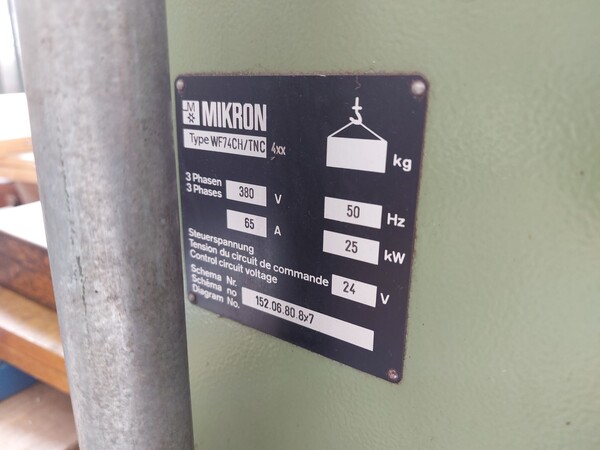 M MIKRON
Type WF74CH/TNC 4xx
kg
3 Phasen
3 Phases 380 V
50 Hz
65 A
25 kW
Steuerspannung
Tension du circuit de commande
Control circuit voltage 24 V
Schema Nr.
Schéma no
Diagram No. 152.06.80.8x7